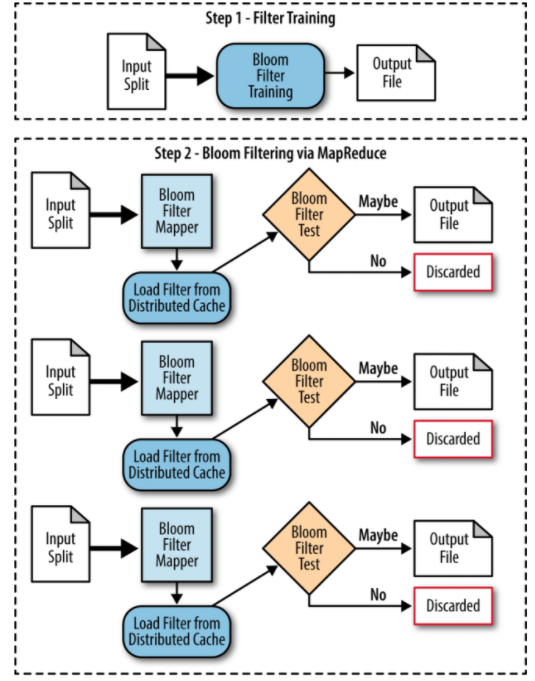 Step 1 - Filter Training
Input
Split
Bloom
Filter
Training
Output
File
Step 2 - Bloom Filtering via MapReduce
Input
Split
Bloom
Filter
Mapper
Load Filter from
Distributed Cache
Bloom
Filter
Test
Maybe
No
Output
File
Discarded
Input
Split
Bloom
Filter
Mapper
Load Filter from
Distributed Cache
Bloom
Filter
Test
Maybe
No
Output
File
Discarded
Input
Split
Bloom
Filter
Mapper
Load Filter from
Distributed Cache
Bloom
Filter
Test
Maybe
No
Output
File
Discarded